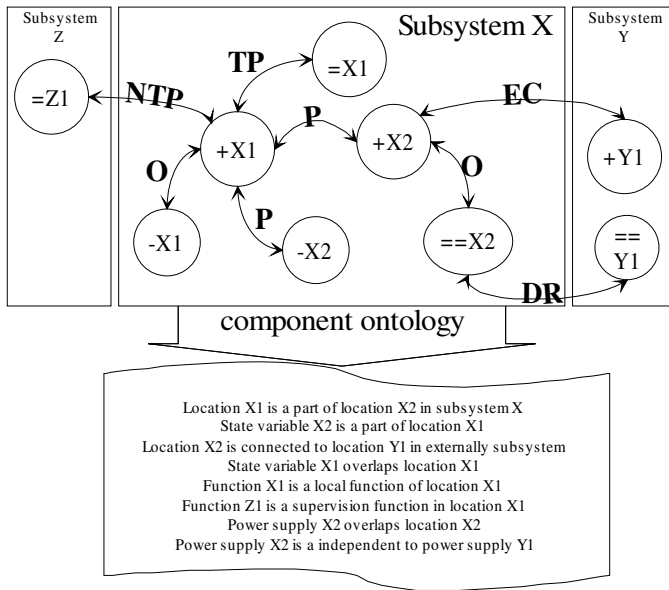 Subsystem
Z
Subsystem X
Subsystem
Y
TP
=X1
=Z1
NTP
EC
P
+X1
+X2
+Y1
O
O
P
-X1
-X2
==X2
==
Y1
DR
component ontology
Location X1 is a part of location X2 in subsystem X
State variable X2 is a part of location X1
Location X2 is connected to location Y1 in externally subsystem
State variable X1 overlaps location X1
Function X1 is a local function of location X1
Function Z1 is a supervision function in location X1
Power supply X2 overlaps location X2
Power supply X2 is a independent to power supply Y1